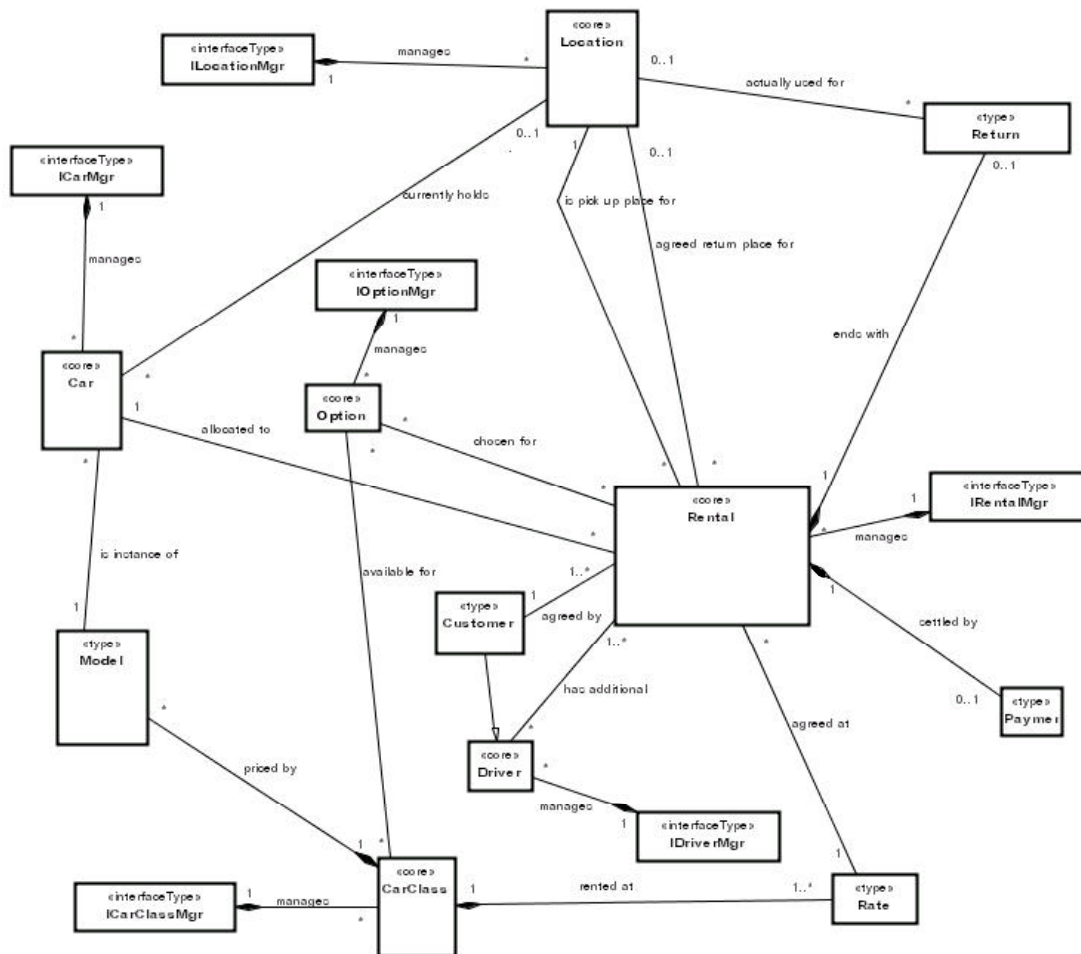 «core»
Location
«interfaceType»
ILocationMgr
manages
1
*
0..1
actually used for
*
«type»
Return
0..1
0..1
1
0..1
«interfaceType»
ICarMgr
1
currently holds
is pick up place for
agreed return place for
manages
«interfaceType»
IOptionMgr
1
manages
ends with
*
«core»
Car
*
1
*
*
«core»
Option
*
*
allocated to
chosen for
*
*
*
*
1
«core»
Rental
«interfaceType»
IRentalMgr
1
*
manages
is instance of
available for
*
1..*
1
«type»
Customer
agreed by
1..*
1
*
settled by
1
«type»
Model
has additional
0..1
«type»
Paymer
*
*
agreed at
«core»
Driver
*
priced by
manages
1
«interfaceType»
IDriverMgr
1
*
1
«core»
CarClass
«interfaceType»
ICarClassMgr
1
manages
*
1
rented at
1..*
«type»
Rate